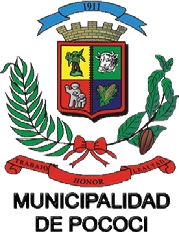 1911
TRABAJO
HONOR
LEALTAD
MUNICIPALIDAD
DE POCOCI